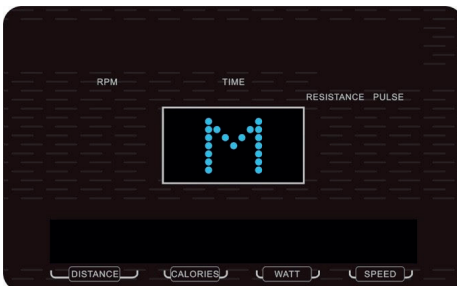 RPM TIME
RESISTANCE PULSE
M
DISTANCE CALORIES WATT SPEED